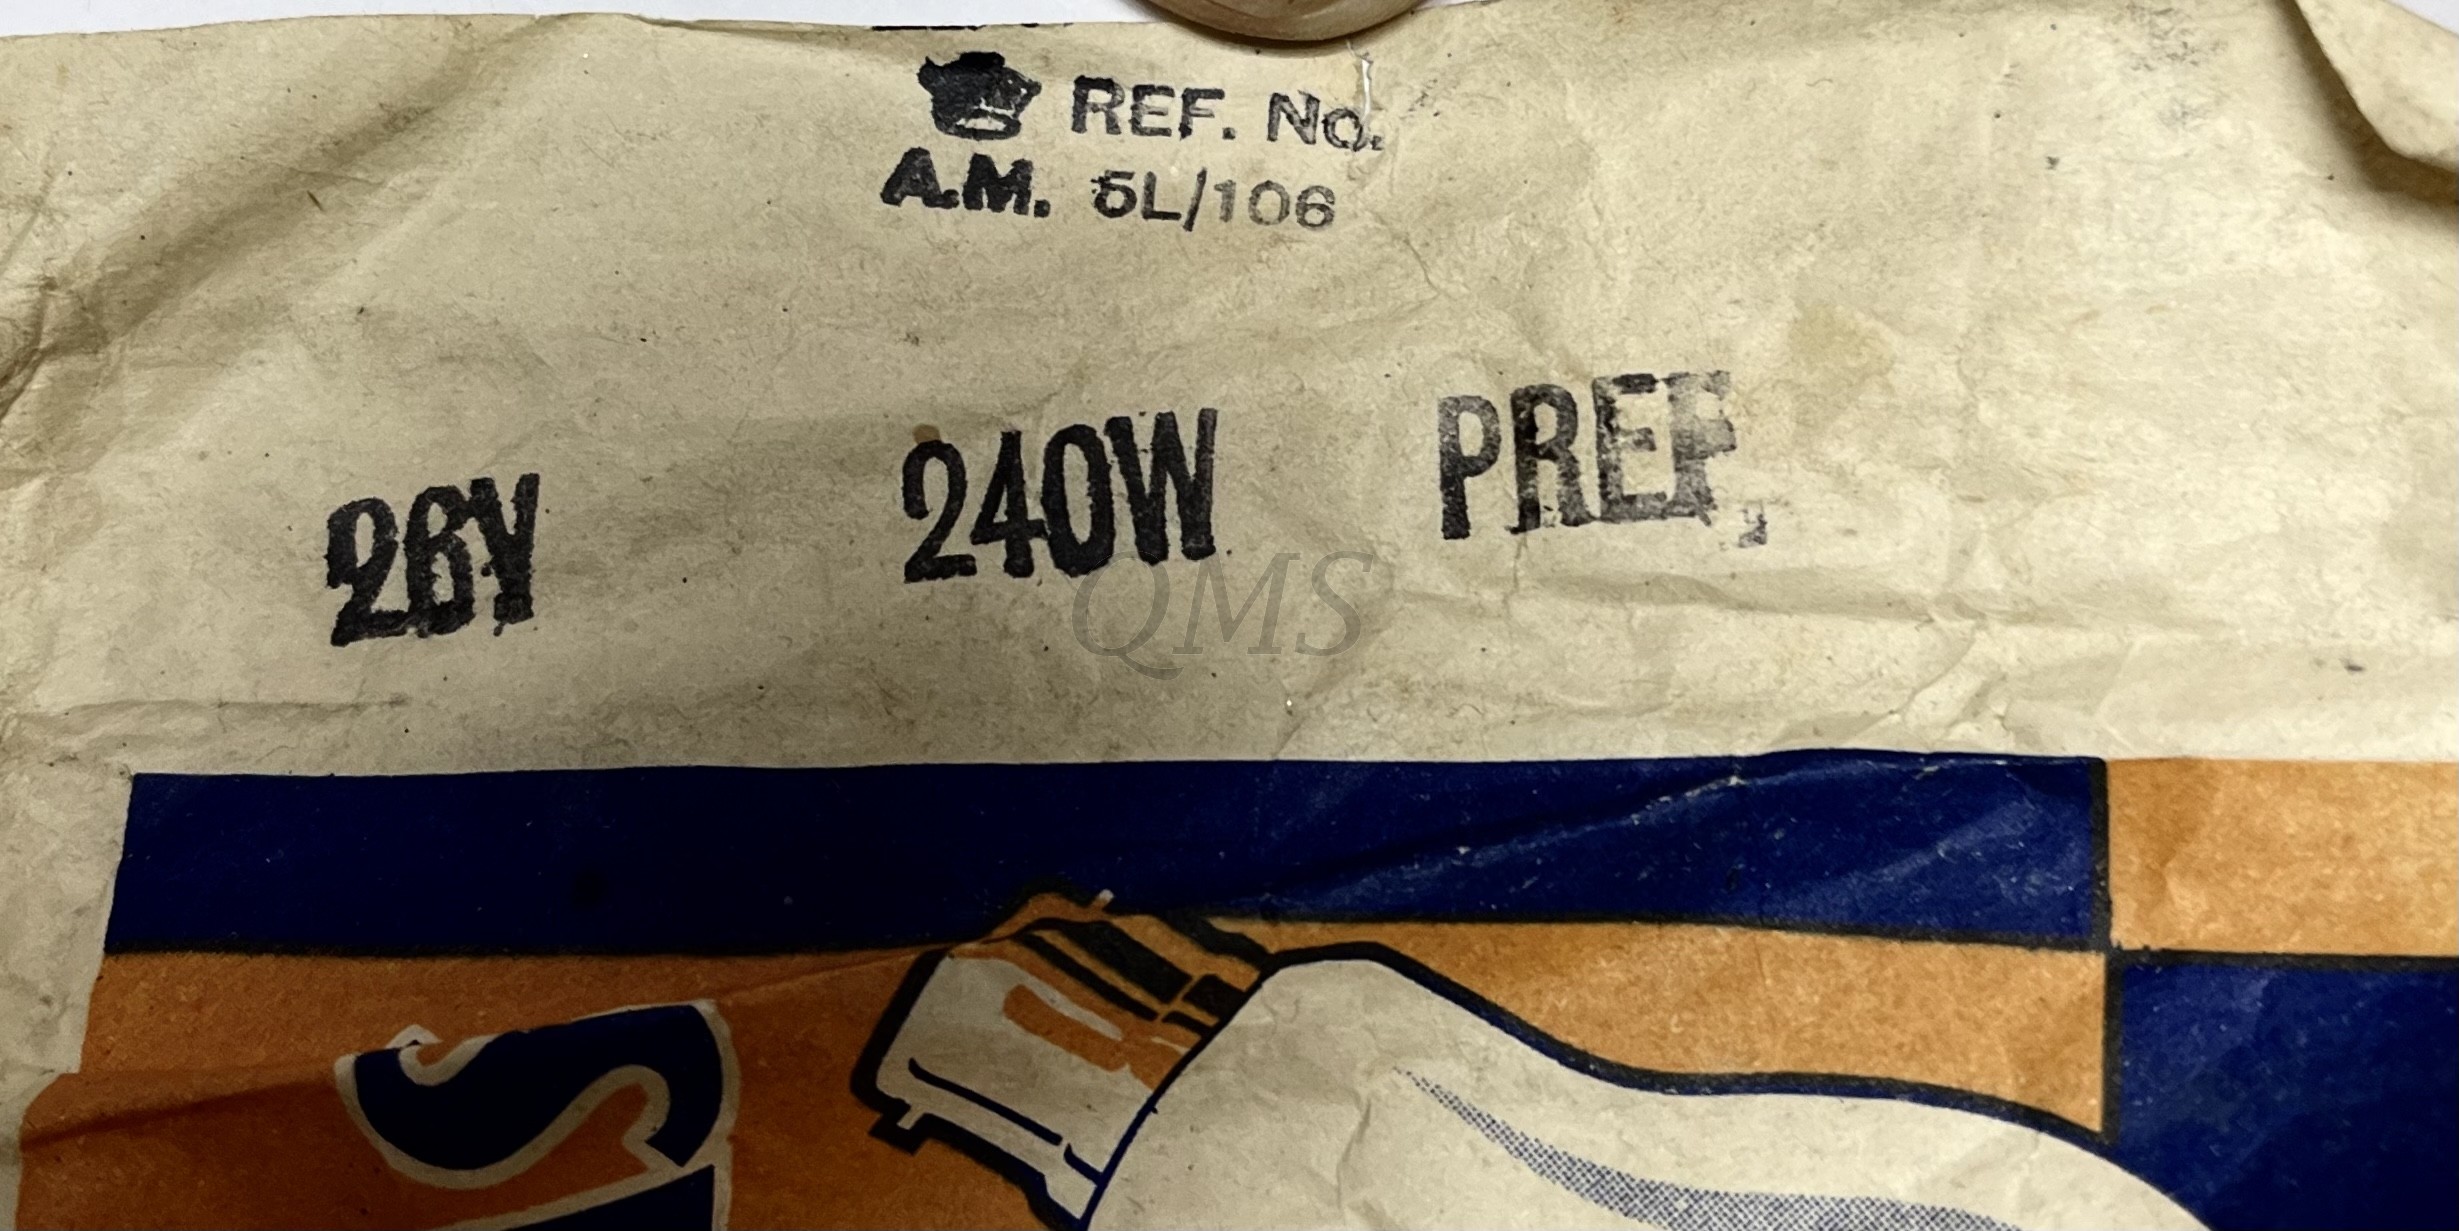 REF. No.
A.M. 5L/106
26V 240W PREF,
QMS
S